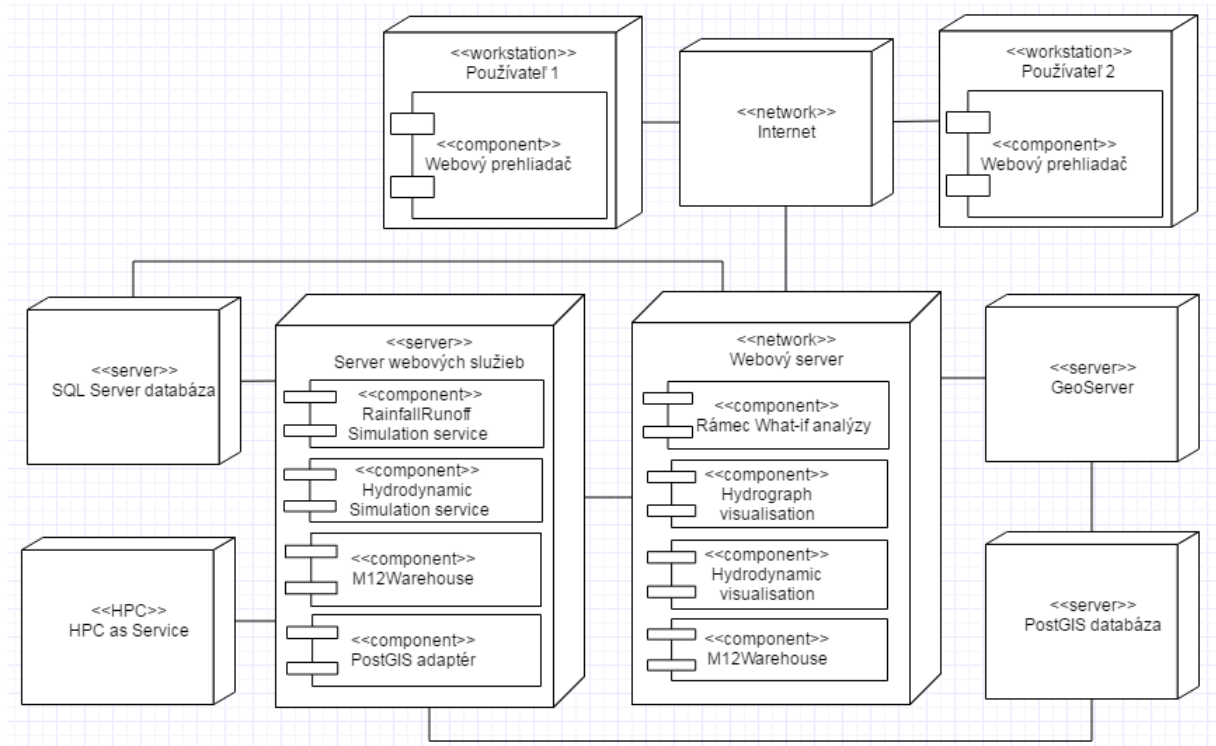 <<workstation>>
Používateľ 1
<<component>>
Webový prehliadač
<<network>>
Internet
<<workstation>>
Používateľ 2
<<component>>
Webový prehliadač
<<server>>
SQL Server databáza
<<server>>
Server webových služieb
<<component>>
RainfallRunoff
Simulation service
<<component>>
Hydrodynamic
Simulation service
<<component>>
M12Warehouse
<<component>>
PostGIS adaptér
<<network>>
Webový server
<<component>>
Rámec What-if analýzy
<<component>>
Hydrograph
visualisation
<<component>>
Hydrodynamic
visualisation
<<component>>
M12Warehouse
<<server>>
GeoServer
<<HPC>>
HPC as Service
<<server>>
PostGIS databáza